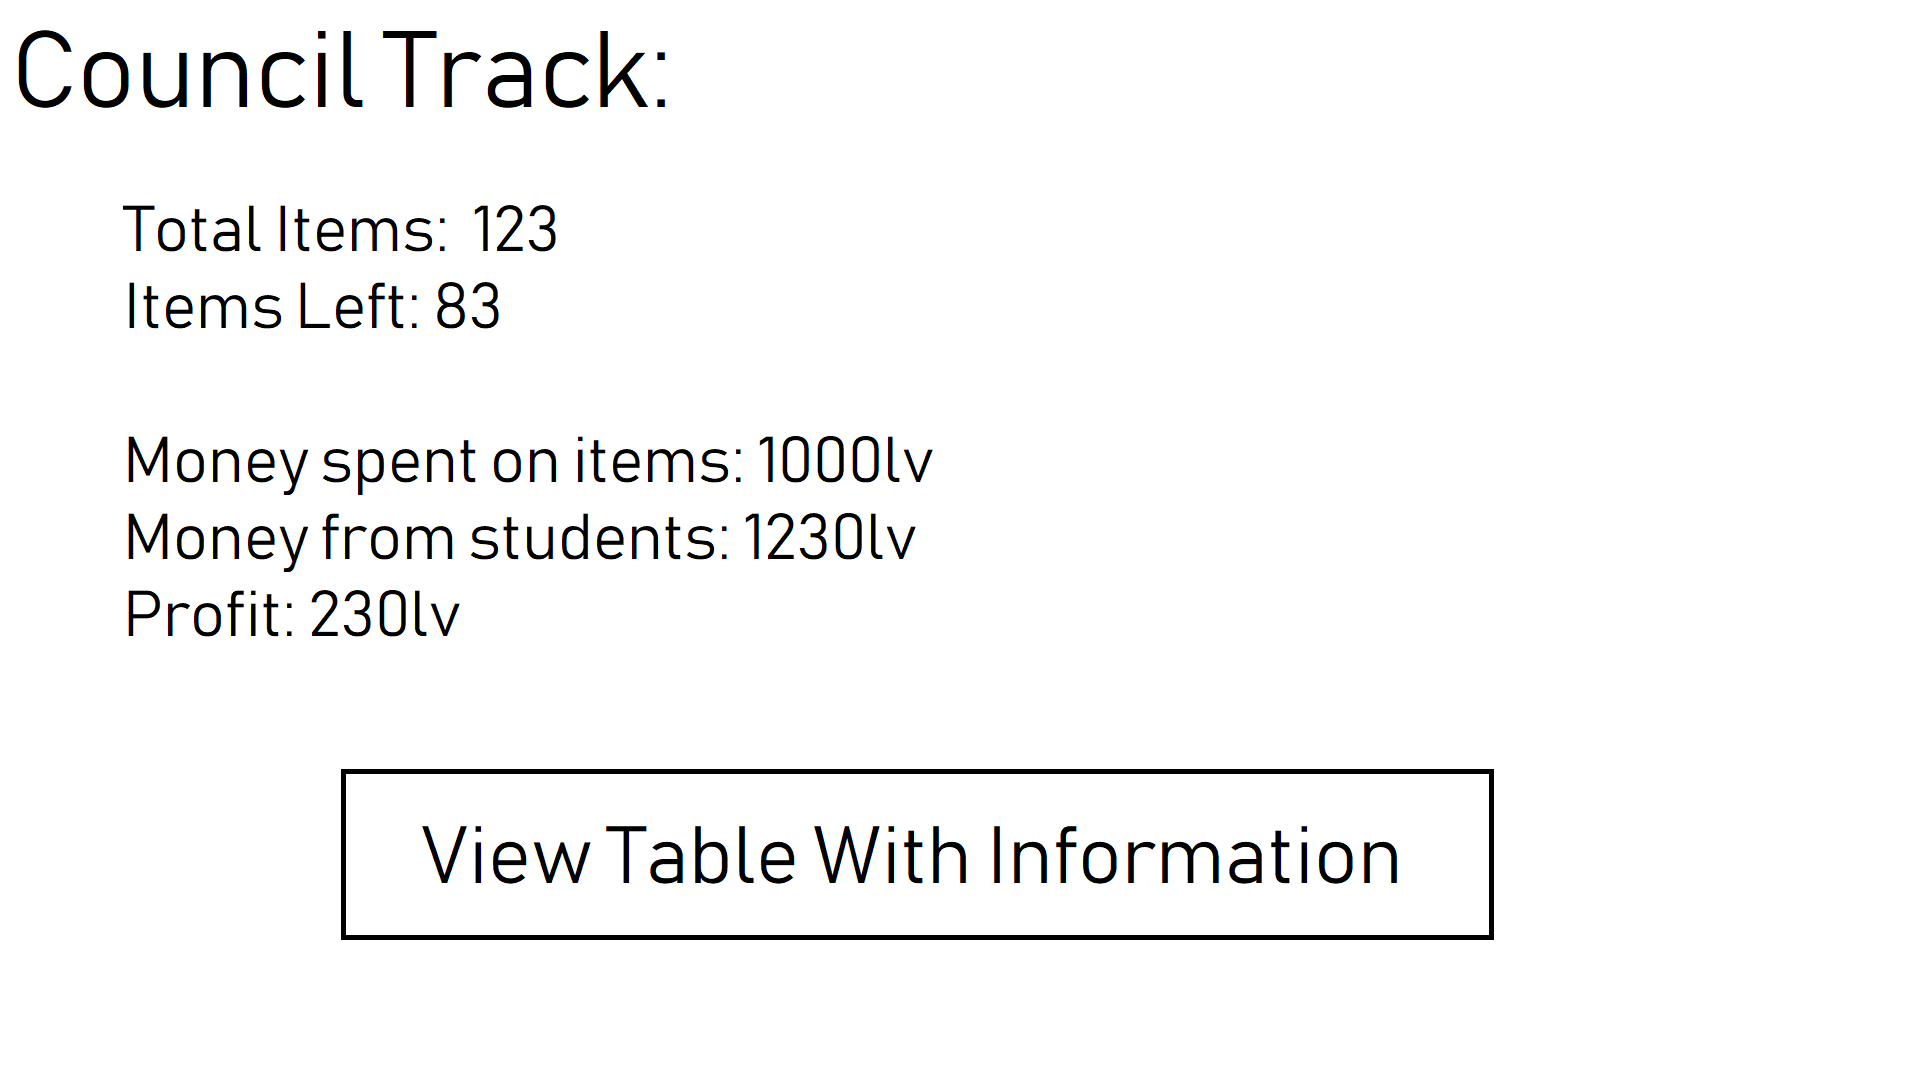 Council Track:
Total Items:  123
Items Left: 83
Money spent on items: 1000lv
Money from students: 1230lv
Profit: 230lv
View Table With Information